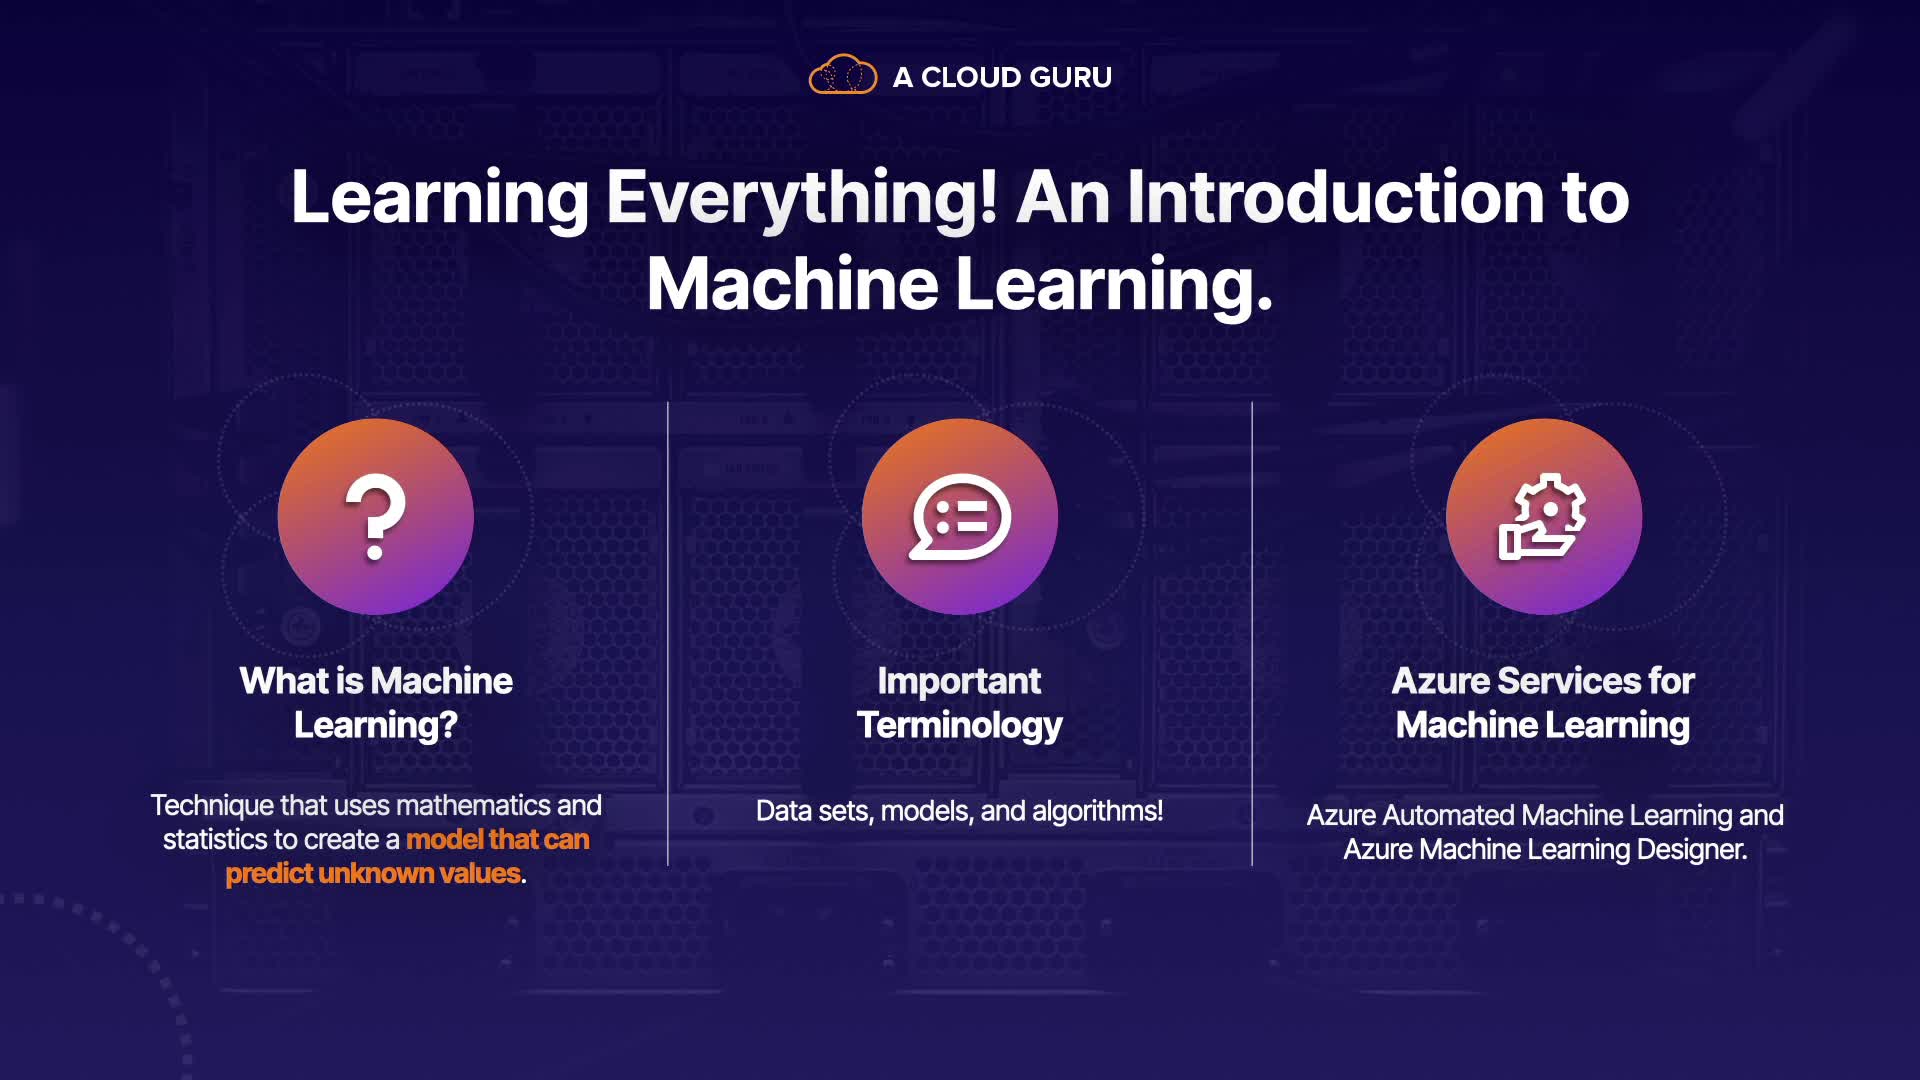 A CLOUD GURU
Learning Everything! An Introduction to
Machine Learning.
What is Machine
Learning?
Technique that uses mathematics and
statistics to create a model that can
predict unknown values.
Important
Terminology
Data sets, models, and algorithms!
Azure Services for
Machine Learning
Azure Automated Machine Learning and
Azure Machine Learning Designer.